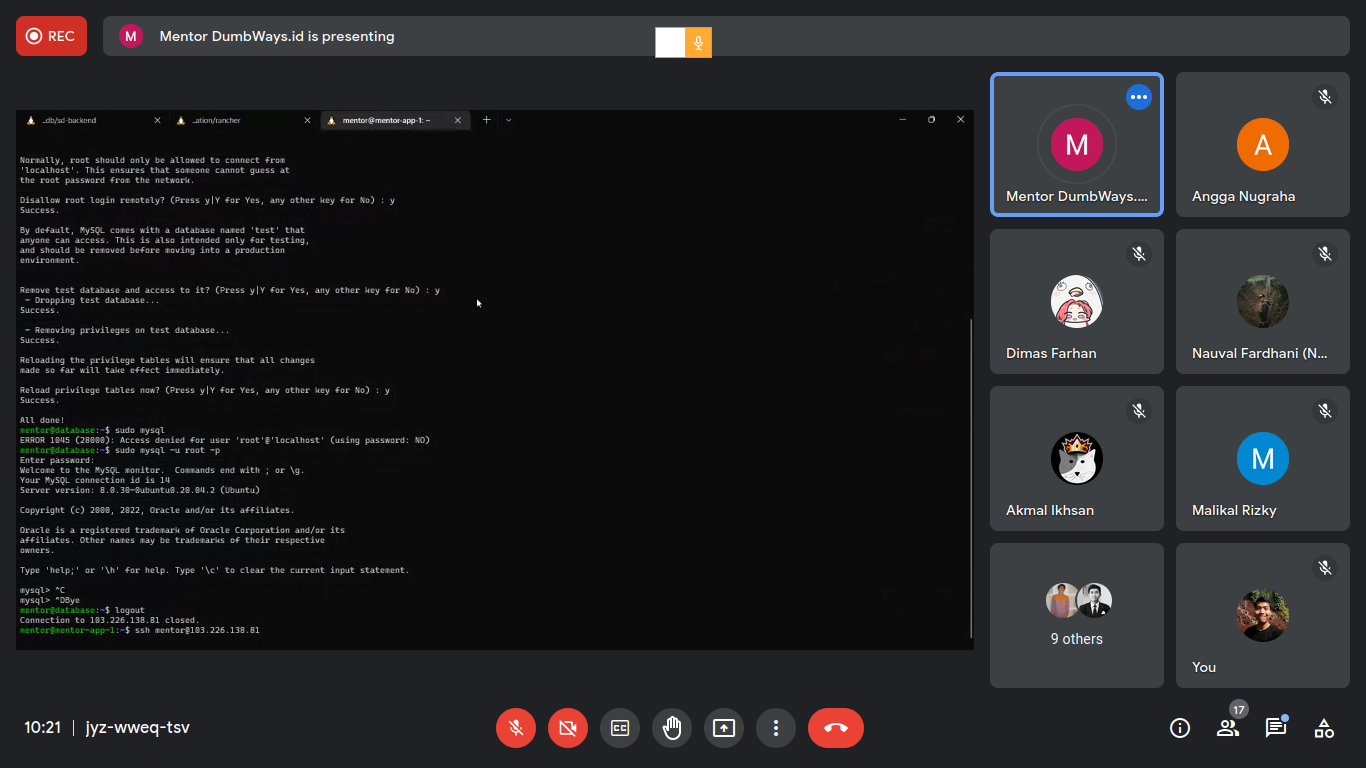 REC
M
Mentor DumbWays.id is presenting
..db/sd-backend
..ation/rancher
mentor@mentor-app-1: ~
Normally, root should only be allowed to connect from
'localhost'. This ensures that someone cannot guess at
the root password from the network.
Disallow root login remotely? (Press y|Y for Yes, any other key for No) : y
Success.
By default, MySQL comes with a database named 'test' that
anyone can access. This is also intended only for testing,
and should be removed before moving into a production
environment.
Remove test database and access to it? (Press y|Y for Yes, any other key for No) : y
- Dropping test database...
Success.
- Removing privileges on test database...
Success.
Reloading the privilege tables will ensure that all changes
made so far will take effect immediately.
Reload privilege tables now? (Press y|Y for Yes, any other key for No) : y
Success.
All done!
mentor@database:~$ sudo mysql
ERROR 1045 (28000): Access denied for user 'root'@'localhost' (using password: NO)
mentor@database:~$ sudo mysql -u root -p
Enter password:
Welcome to the MySQL monitor.  Commands end with ; or \g.
Your MySQL connection id is 14
Server version: 8.0.30-0ubuntu0.20.04.2 (Ubuntu)
Copyright (c) 2000, 2022, Oracle and/or its affiliates.
Oracle is a registered trademark of Oracle Corporation and/or its
affiliates. Other names may be trademarks of their respective
owners.
Type 'help;' or '\h' for help. Type '\c' to clear the current input statement.
mysql> ^C
mysql> ^DBye
mentor@database:~$ logout
Connection to 103.226.138.81 closed.
mentor@mentor-app-1:~$ ssh mentor@103.226.138.81
M
Mentor DumbWays....
A
Angga Nugraha
Dimas Farhan
Nauval Fardhani (N...
Akmal Ikhsan
M
Malikal Rizky
9 others
You
10:21 | jyz-wweq-tsv
CC
17